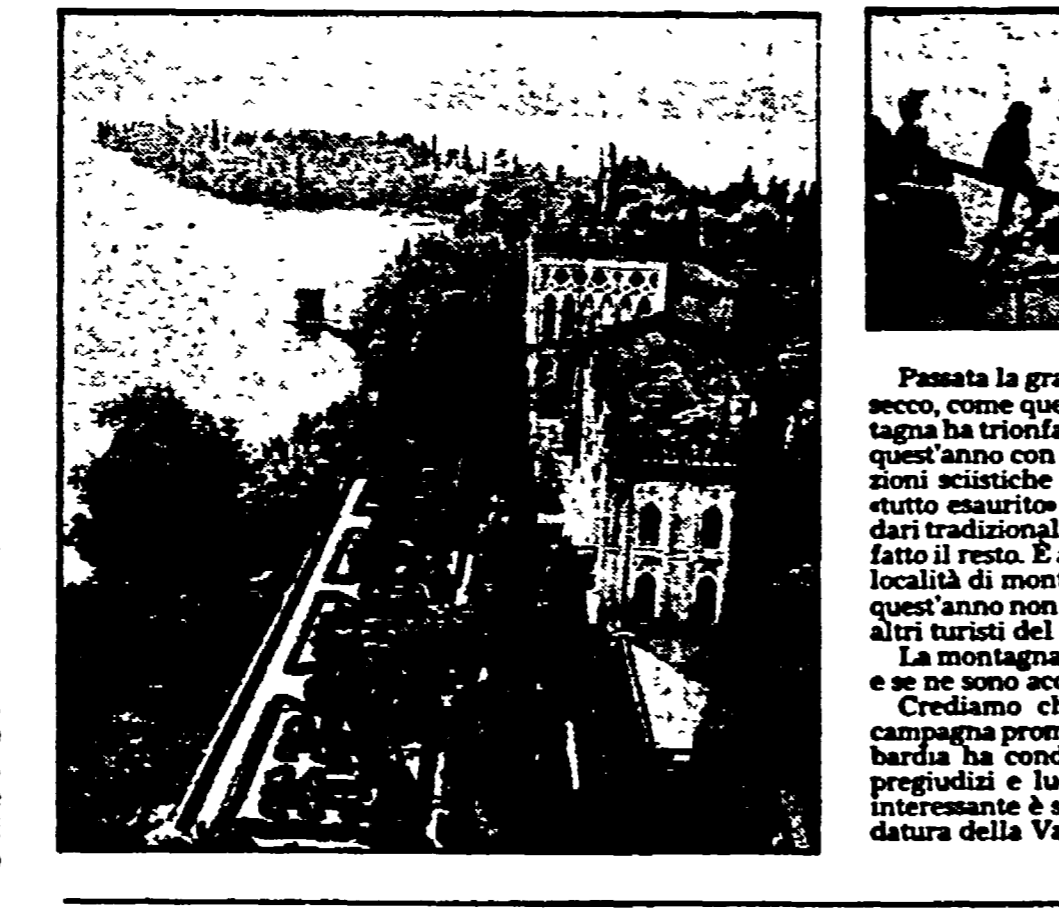 Passata la gra
secco, come que
tagna ha trionfa
quest'anno con
zioni sciistiche
«tutto esaurito»
dari tradizional
fatto il resto. È a
località di mont
quest'anno non
altri turisti del
La montagna
e se ne sono acc
Crediamo ch
campagna prom
bardia ha cond
pregiudizi e lu
interessante è s
datura della Va